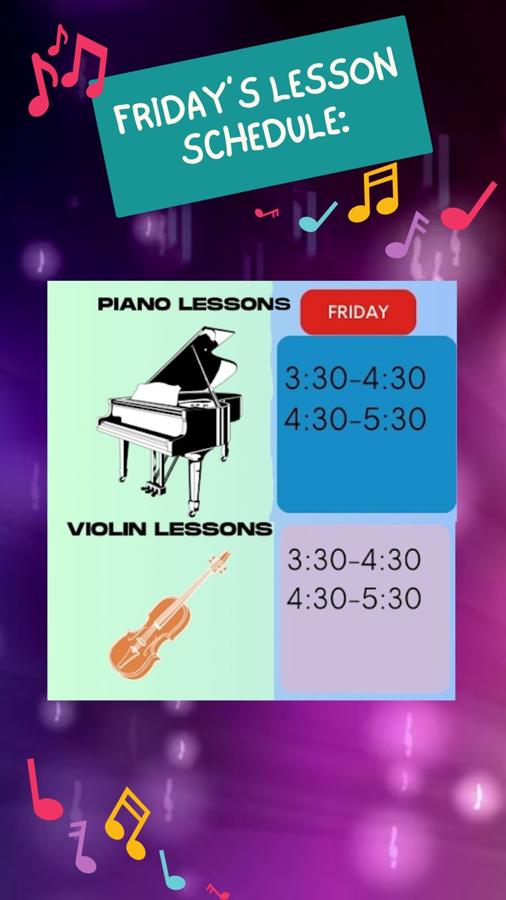 FRIDAY'S LESSON
SCHEDULE:
PIANO LESSONS
FRIDAY
3:30-4:30
4:30-5:30
VIOLIN LESSONS
3:30-4:30
4:30-5:30